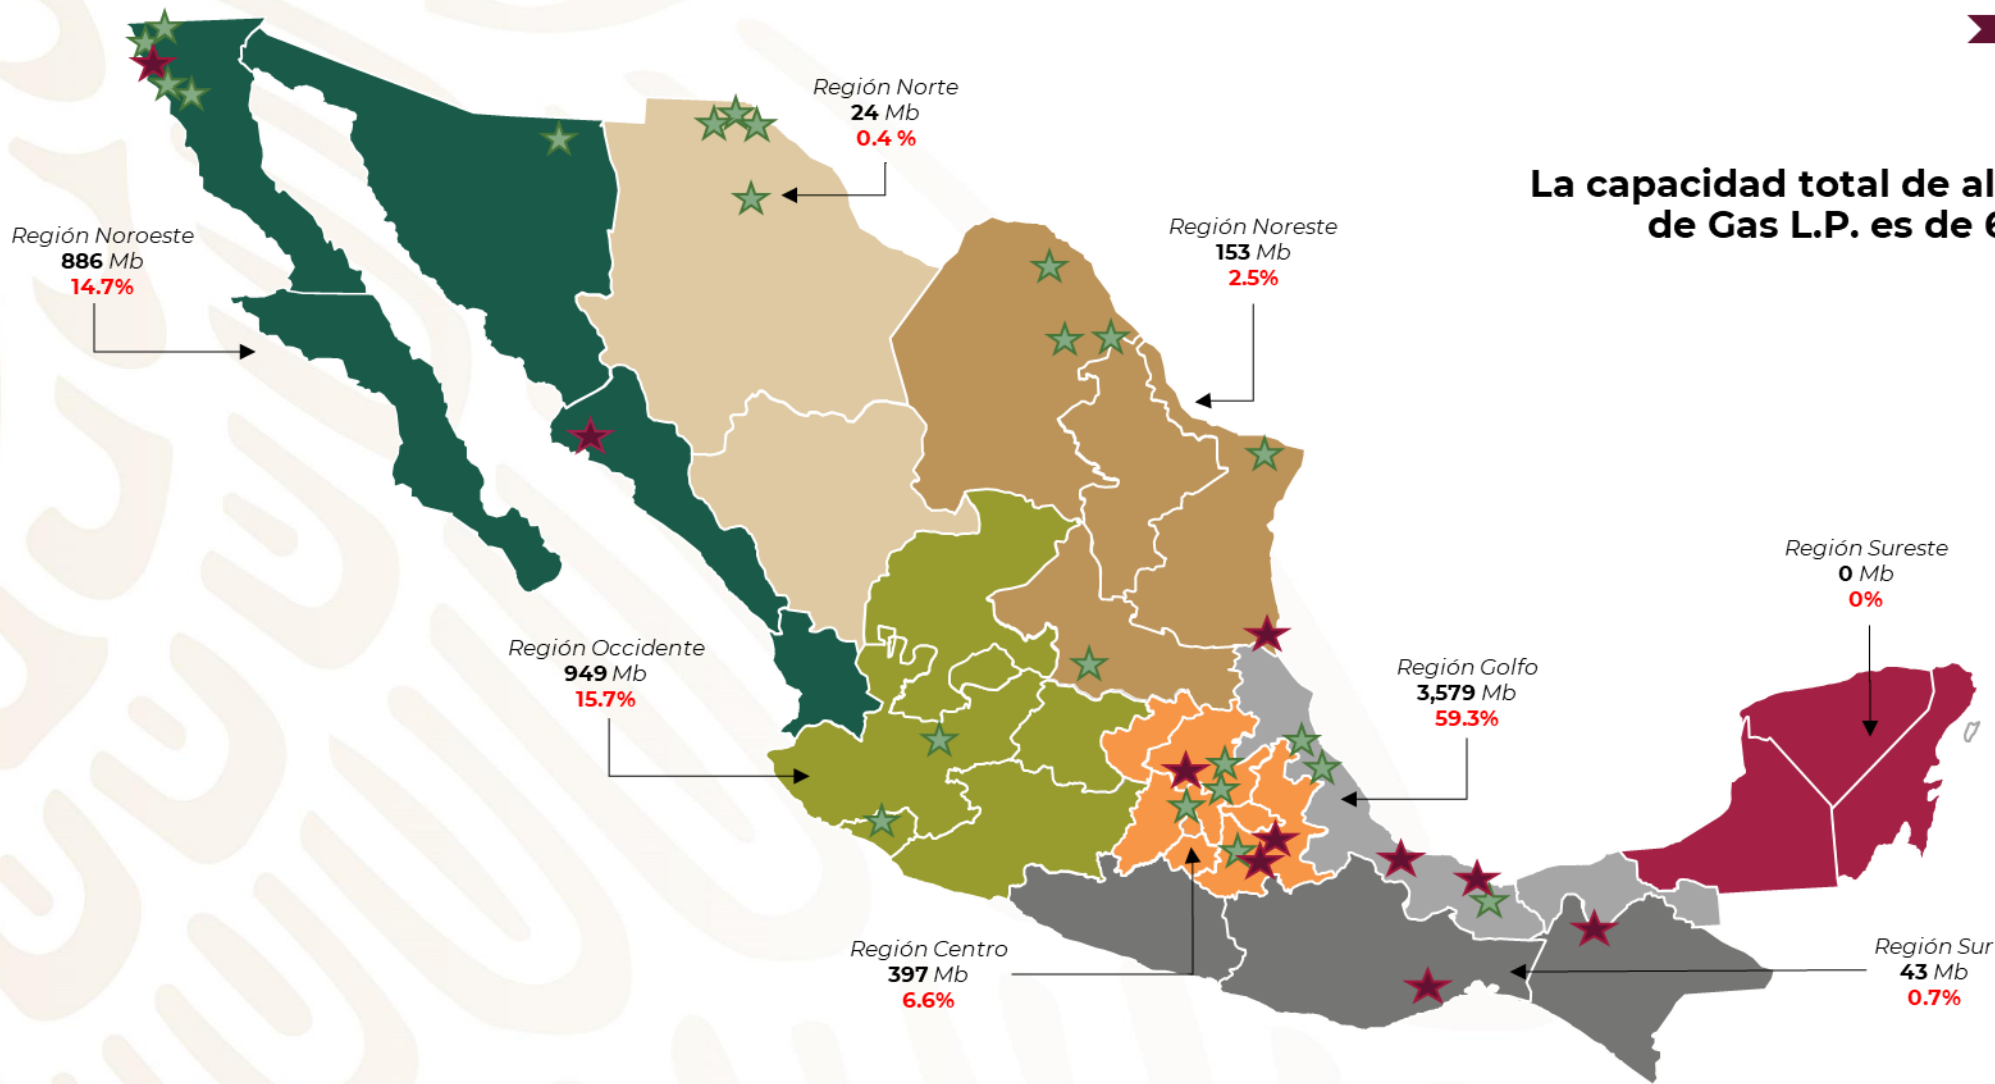 La capacidad total de al
de Gas L.P. es de 6
Región Norte
24 Mb
0.4 %
Región Noroeste
886 Mb
14.7%
Región Noreste
153 Mb
2.5%
Región Sureste
0 Mb
0%
Región Occidente
949 Mb
15.7%
Región Golfo
3,579 Mb
59.3%
Región Centro
397 Mb
6.6%
Región Sur
43 Mb
0.7%